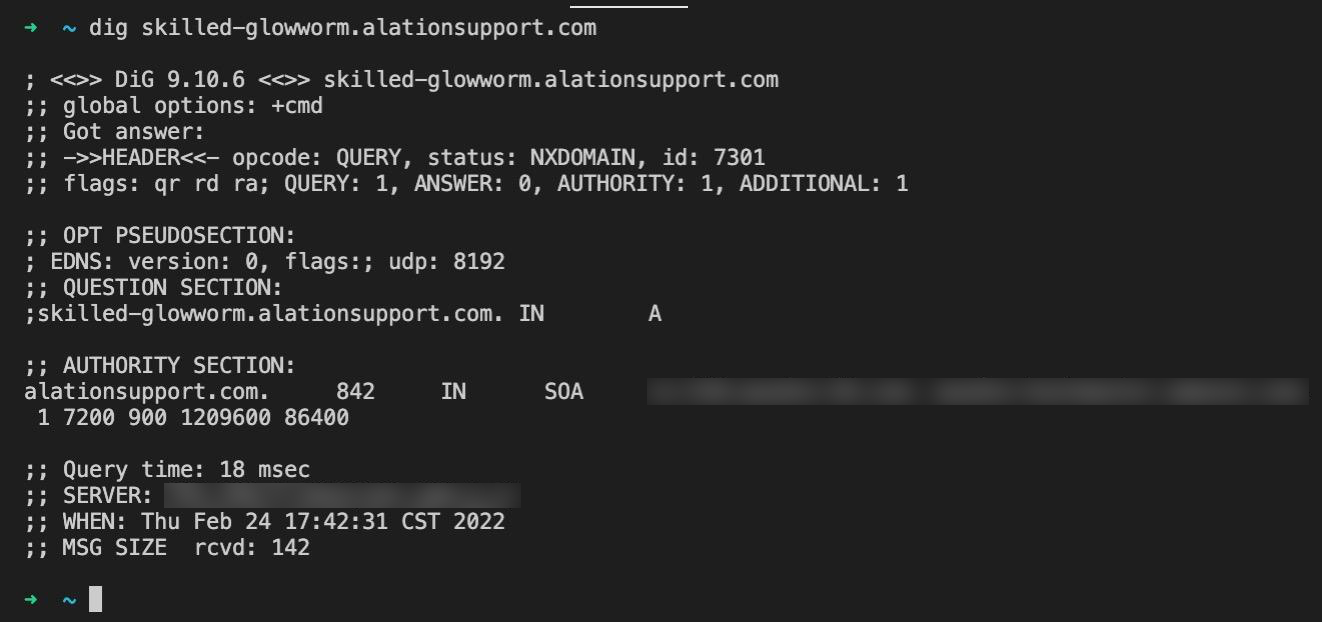 ➜ ~ dig skilled-glowworm.alationsupport.com
; <<>> DiG 9.10.6 <<>> skilled-glowworm.alationsupport.com
;; global options: +cmd
;; Got answer:
;; ->>HEADER<<- opcode: QUERY, status: NXDOMAIN, id: 7301
;; flags: qr rd ra; QUERY: 1, ANSWER: 0, AUTHORITY: 1, ADDITIONAL: 1
;; OPT PSEUDOSECTION:
; EDNS: version: 0, flags:; udp: 8192
;; QUESTION SECTION:
;skilled-glowworm.alationsupport.com. IN A
;; AUTHORITY SECTION:
alationsupport.com. 842 IN SOA
1 7200 900 1209600 86400
;; Query time: 18 msec
;; SERVER:
;; WHEN: Thu Feb 24 17:42:31 CST 2022
;; MSG SIZE rcvd: 142
➜ ~